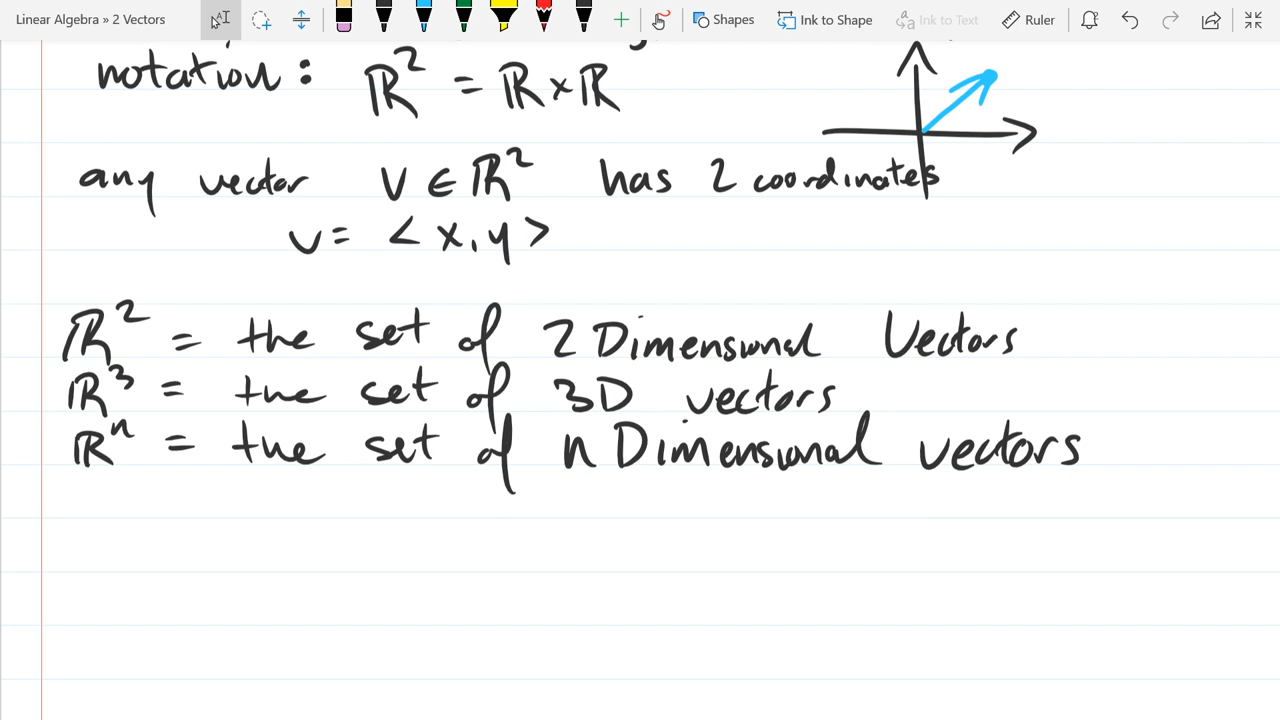 Linear Algebra » 2 Vectors
Shapes
Ink to Shape
Ink to Text
Ruler
notation: ℝ² = ℝ×ℝ
any vector v ∈ ℝ² has 2 coordinates
v = < x, y >
ℝ² = the set of 2 Dimensional Vectors
ℝ³ = the set of 3D vectors
ℝⁿ = the set of n Dimensional vectors